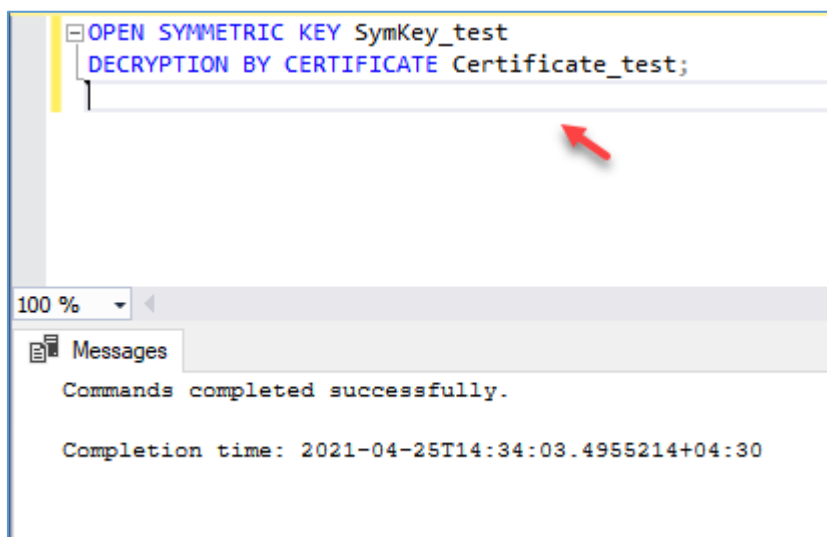 OPEN SYMMETRIC KEY SymKey_test
DECRYPTION BY CERTIFICATE Certificate_test;
100 %
Messages
Commands completed successfully.
Completion time: 2021-04-25T14:34:03.4955214+04:30